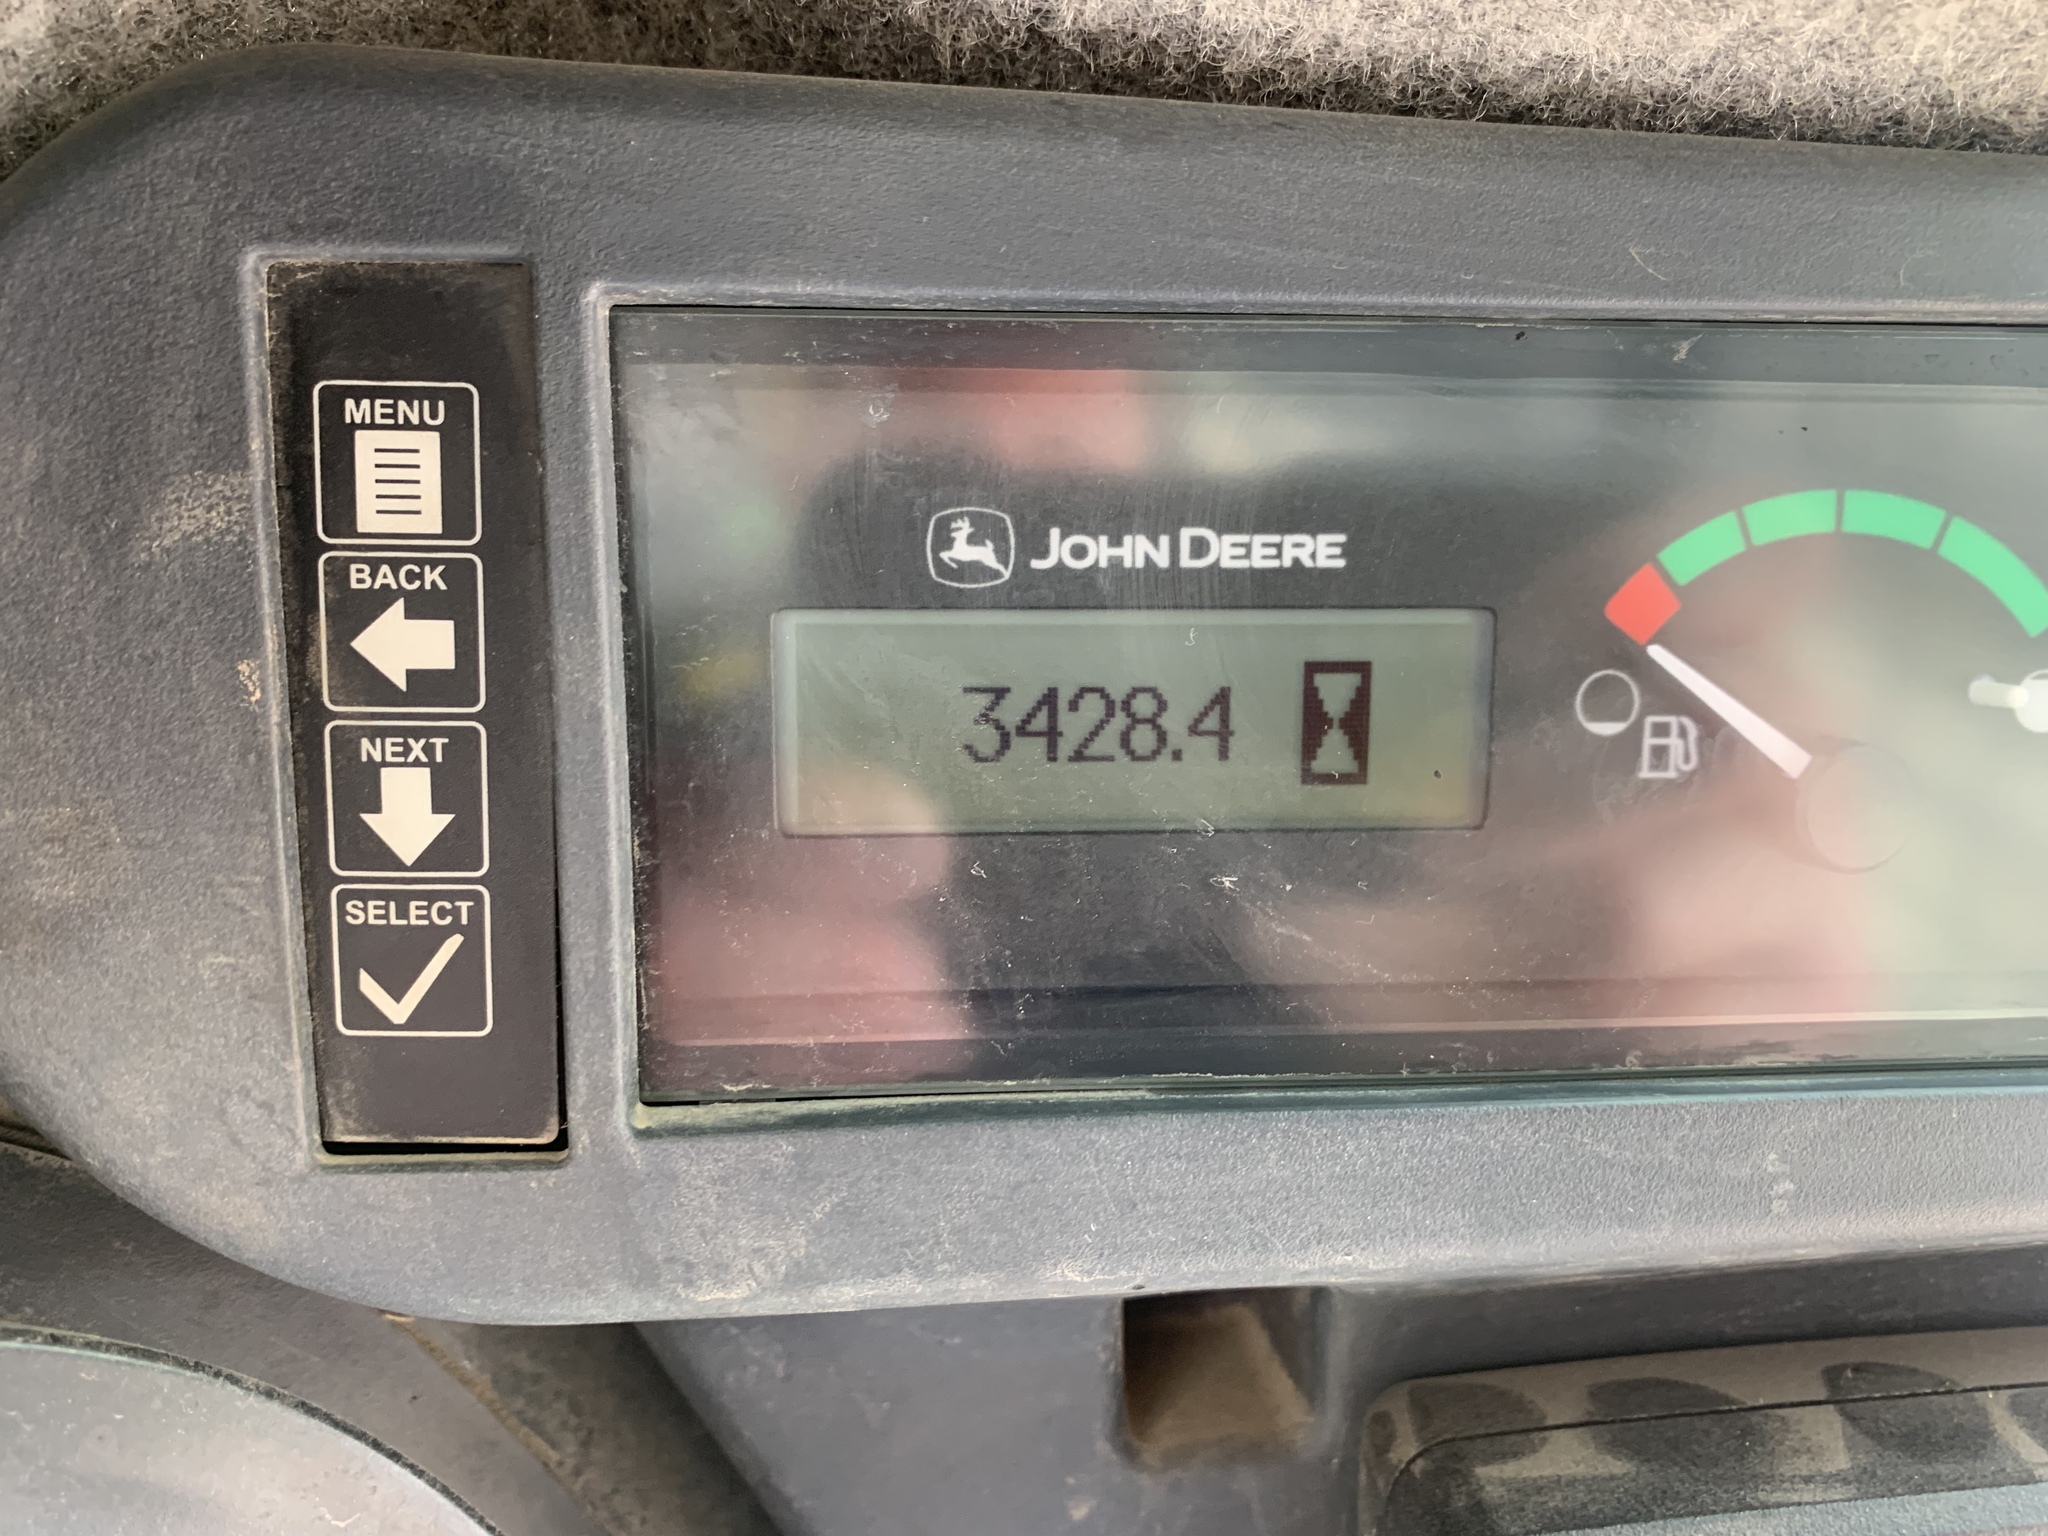 MENU
BACK
NEXT
SELECT
JOHN DEERE
3428.4